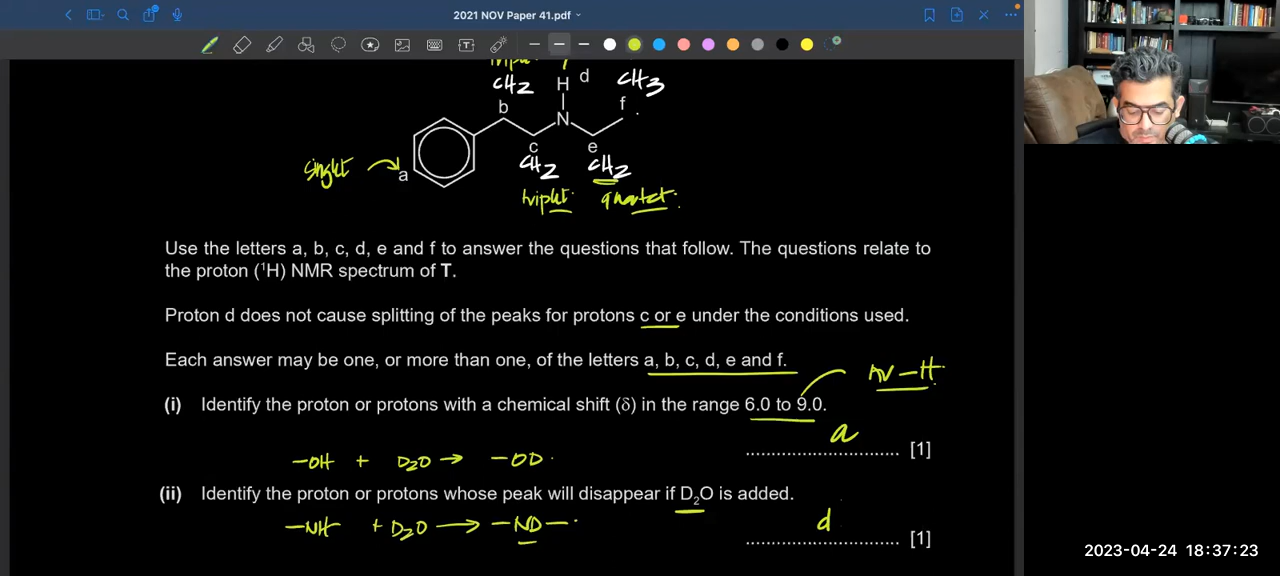 2021 NOV Paper 41.pdf
CH2 H d CH3
b N f
c e
singlet a CH2 CH2
triplet quartet
Use the letters a, b, c, d, e and f to answer the questions that follow. The questions relate to
the proton (¹H) NMR spectrum of T.
Proton d does not cause splitting of the peaks for protons c or e under the conditions used.
Each answer may be one, or more than one, of the letters a, b, c, d, e and f.
Ar-H
(i) Identify the proton or protons with a chemical shift (δ) in the range 6.0 to 9.0.
a
.............................. [1]
-OH + D2O → -OD
(ii) Identify the proton or protons whose peak will disappear if D₂O is added.
-NH + D2O → -ND-
d
.............................. [1]
2023-04-24 18:37:23